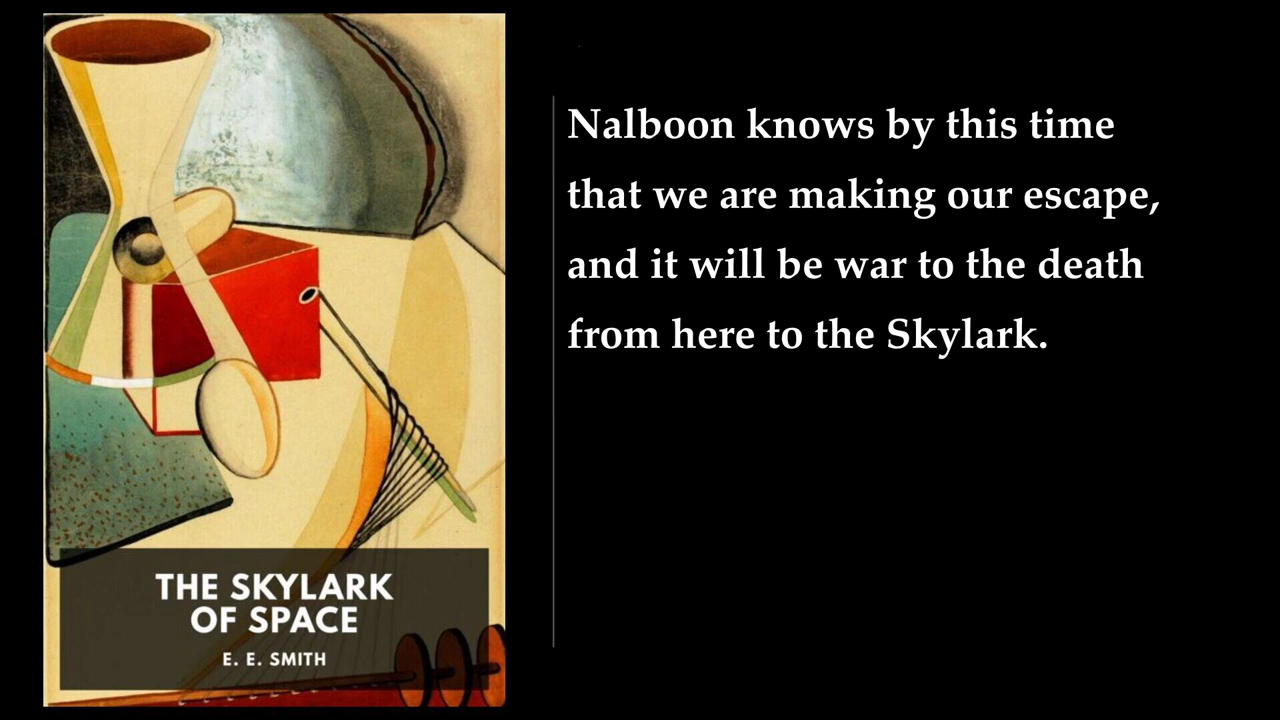 THE SKYLARK
OF SPACE
E. E. SMITH
Nalboon knows by this time
that we are making our escape,
and it will be war to the death
from here to the Skylark.